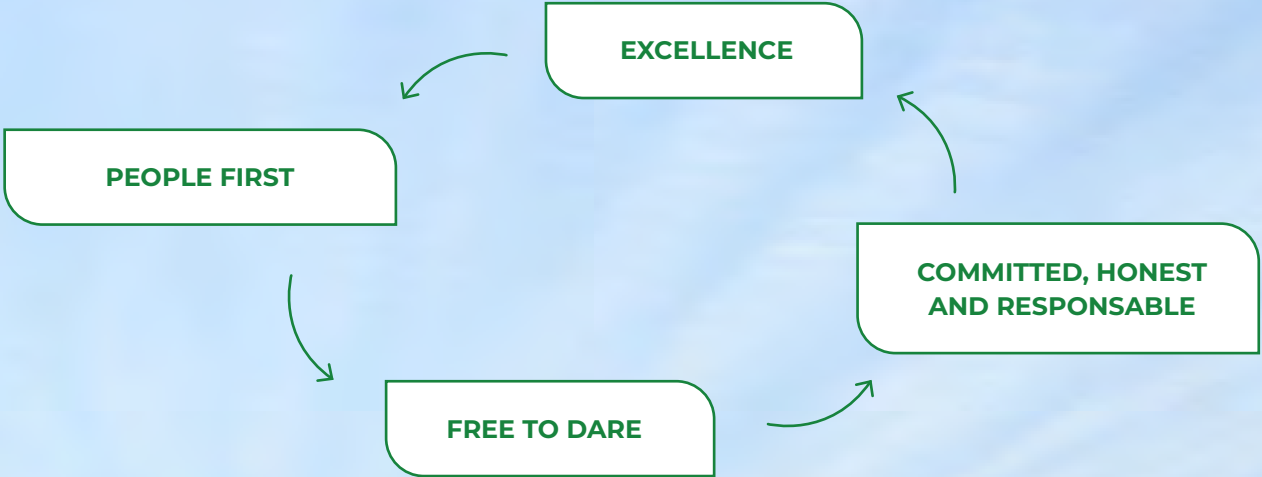 EXCELLENCE
PEOPLE FIRST
COMMITTED, HONEST
AND RESPONSABLE
FREE TO DARE